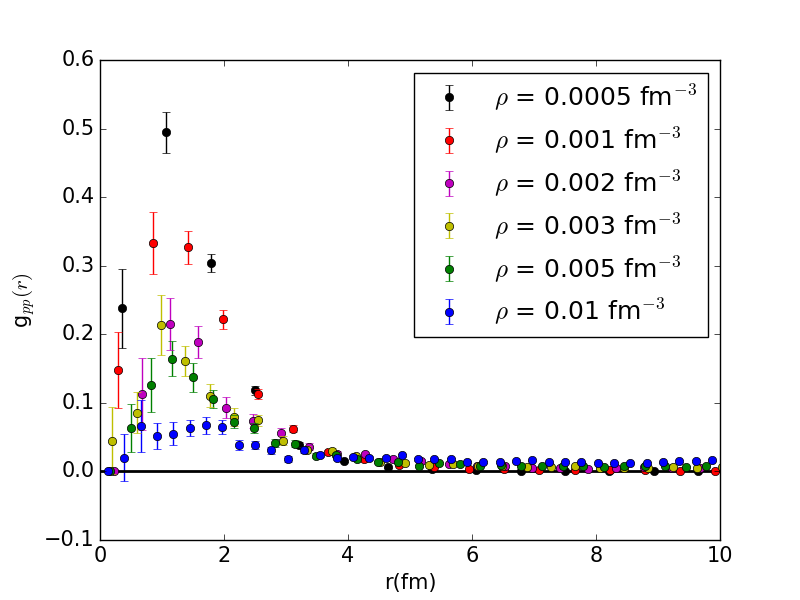 0.6
0.5
0.4
0.3
0.2
0.1
0.0
−0.1
g_{pp}(r)
ρ = 0.0005 fm^{−3}
ρ = 0.001 fm^{−3}
ρ = 0.002 fm^{−3}
ρ = 0.003 fm^{−3}
ρ = 0.005 fm^{−3}
ρ = 0.01 fm^{−3}
0 2 4 6 8 10
r(fm)